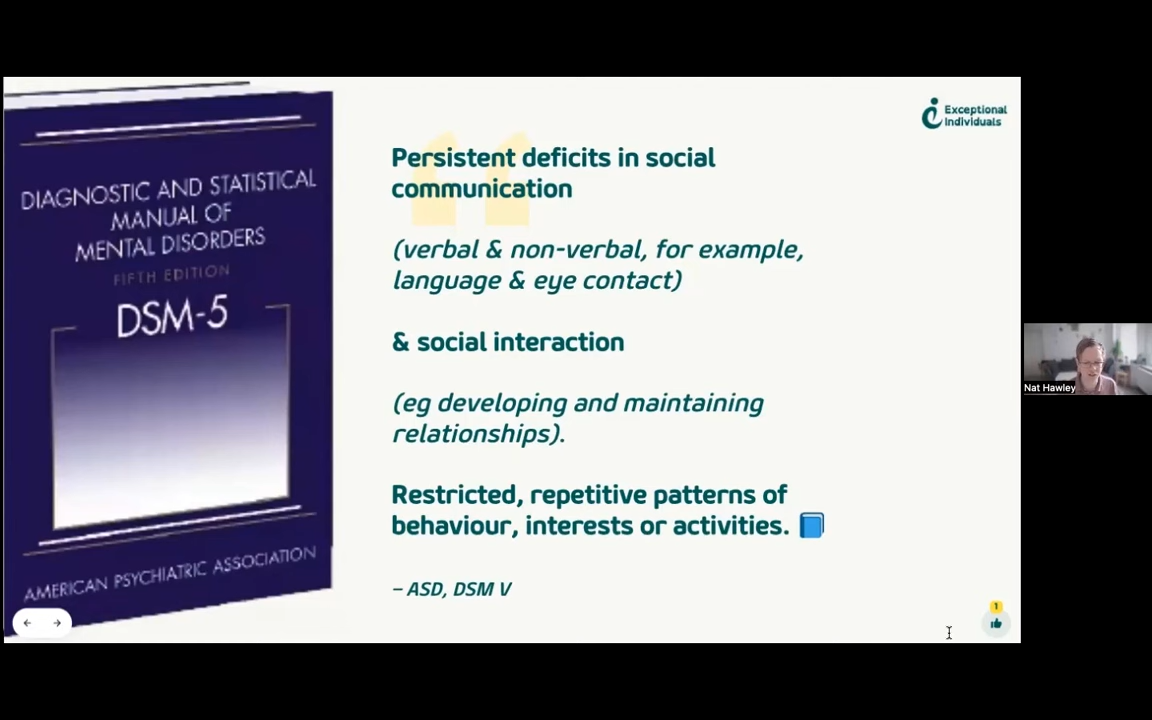 DIAGNOSTIC AND STATISTICAL
MANUAL OF
MENTAL DISORDERS
FIFTH EDITION
DSM-5
AMERICAN PSYCHIATRIC ASSOCIATION
Exceptional
Individuals
Persistent deficits in social
communication
(verbal & non-verbal, for example,
language & eye contact)
& social interaction
(eg developing and maintaining
relationships).
Restricted, repetitive patterns of
behaviour, interests or activities.
– ASD, DSM V
1
Nat Hawley